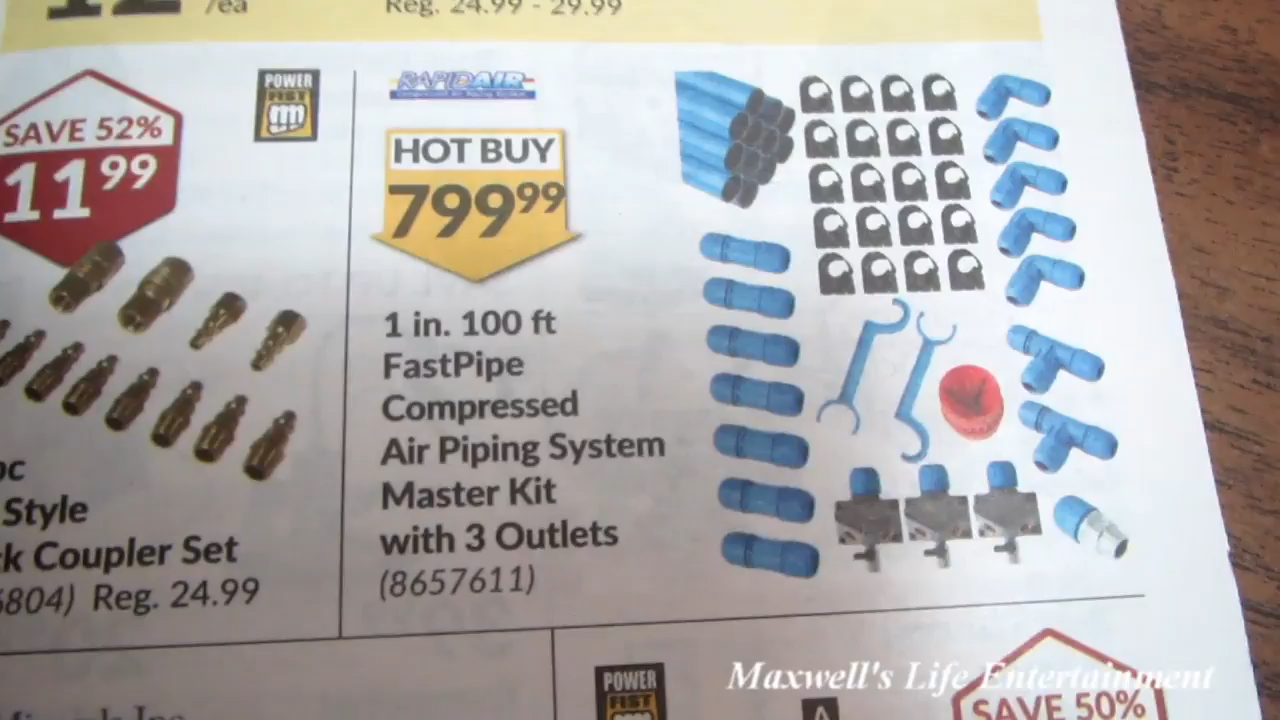 12 /ea
Reg. 24.99 - 29.99
SAVE 52%
11 99
POWER
FIST
RAPIDAIR
HOT BUY
799 99
1 in. 100 ft
FastPipe
Compressed
Air Piping System
Master Kit
with 3 Outlets
(8657611)
Style
k Coupler Set
6804) Reg. 24.99
POWER
FIST
SAVE 50%
Maxwell's Life Entertainment